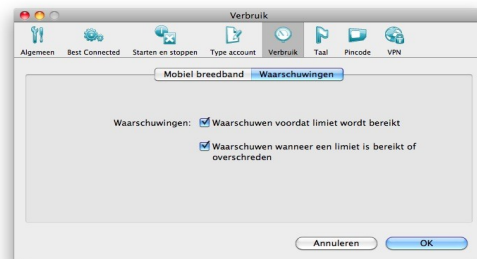 Verbruik
Algemeen Best Connected Starten en stoppen Type account Verbruik Taal Pincode VPN
Mobiel breedband Waarschuwingen
Waarschuwingen: Waarschuwen voordat limiet wordt bereikt
Waarschuwen wanneer een limiet is bereikt of
overschreden
Annuleren OK